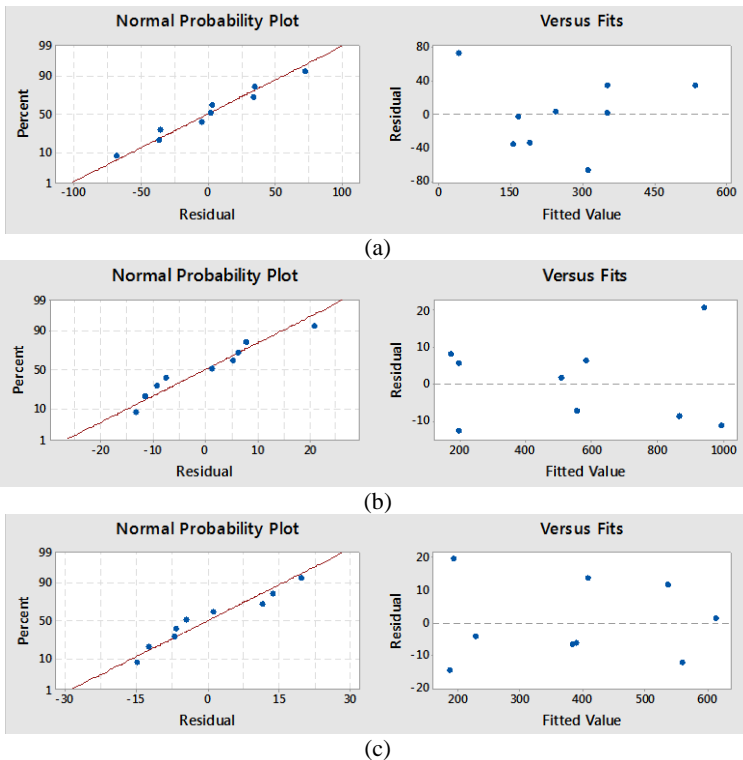 Normal Probability Plot
99
90
50
10
1
Percent
-100
-50
0
50
100
Residual
Versus Fits
80
40
0
-40
-80
Residual
0
150
300
450
600
Fitted Value
(a)
Normal Probability Plot
99
90
50
10
1
Percent
-20
-10
0
10
20
Residual
Versus Fits
20
10
0
-10
Residual
200
400
600
800
1000
Fitted Value
(b)
Normal Probability Plot
99
90
50
10
1
Percent
-30
-15
0
15
30
Residual
Versus Fits
20
10
0
-10
-20
Residual
200
300
400
500
600
Fitted Value
(c)